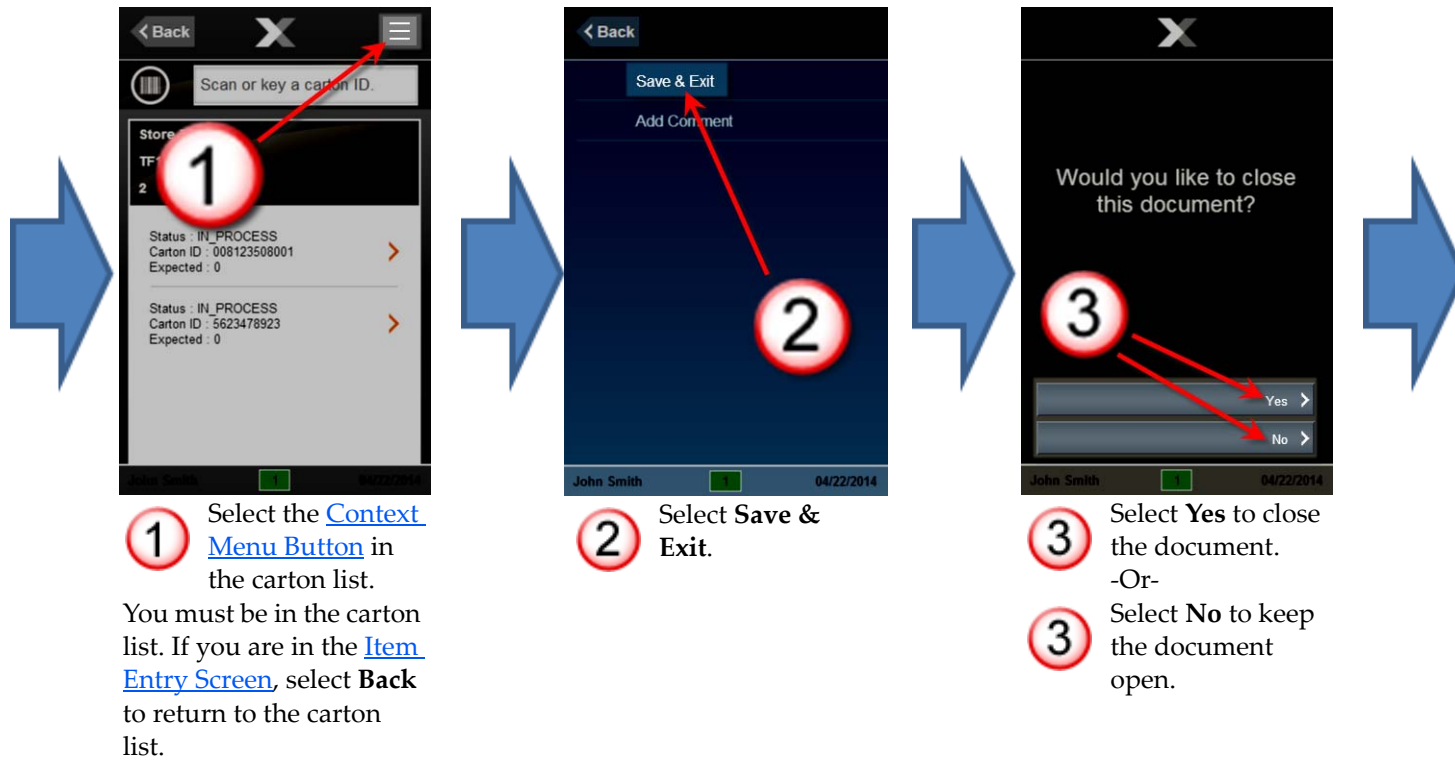 Back
Scan or key a carton ID.
Store
2
1
Status : IN_PROCESS
Carton ID : 008123508001
Expected : 0
Status : IN_PROCESS
Carton ID : 5623478923
Expected : 0
John Smith 1 04/22/2014
1 Select the Context
Menu Button in
the carton list.
You must be in the carton
list. If you are in the Item
Entry Screen, select Back
to return to the carton
list.
Back
Save & Exit
Add Comment
2
John Smith 1 04/22/2014
2 Select Save &
Exit.
Would you like to close
this document?
3
Yes
No
John Smith 1 04/22/2014
3 Select Yes to close
the document.
-Or-
3 Select No to keep
the document
open.